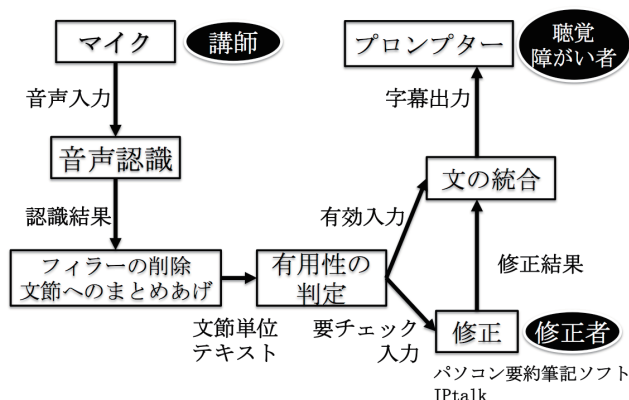 マイク
講師
プロンプター
聴覚
障がい者
音声入力
字幕出力
音声認識
文の統合
認識結果
有効入力
フィラーの削除
文節へのまとめあげ
有用性の
判定
修正結果
文節単位
テキスト
要チェック
入力
修正
修正者
パソコン要約筆記ソフト
IPtalk